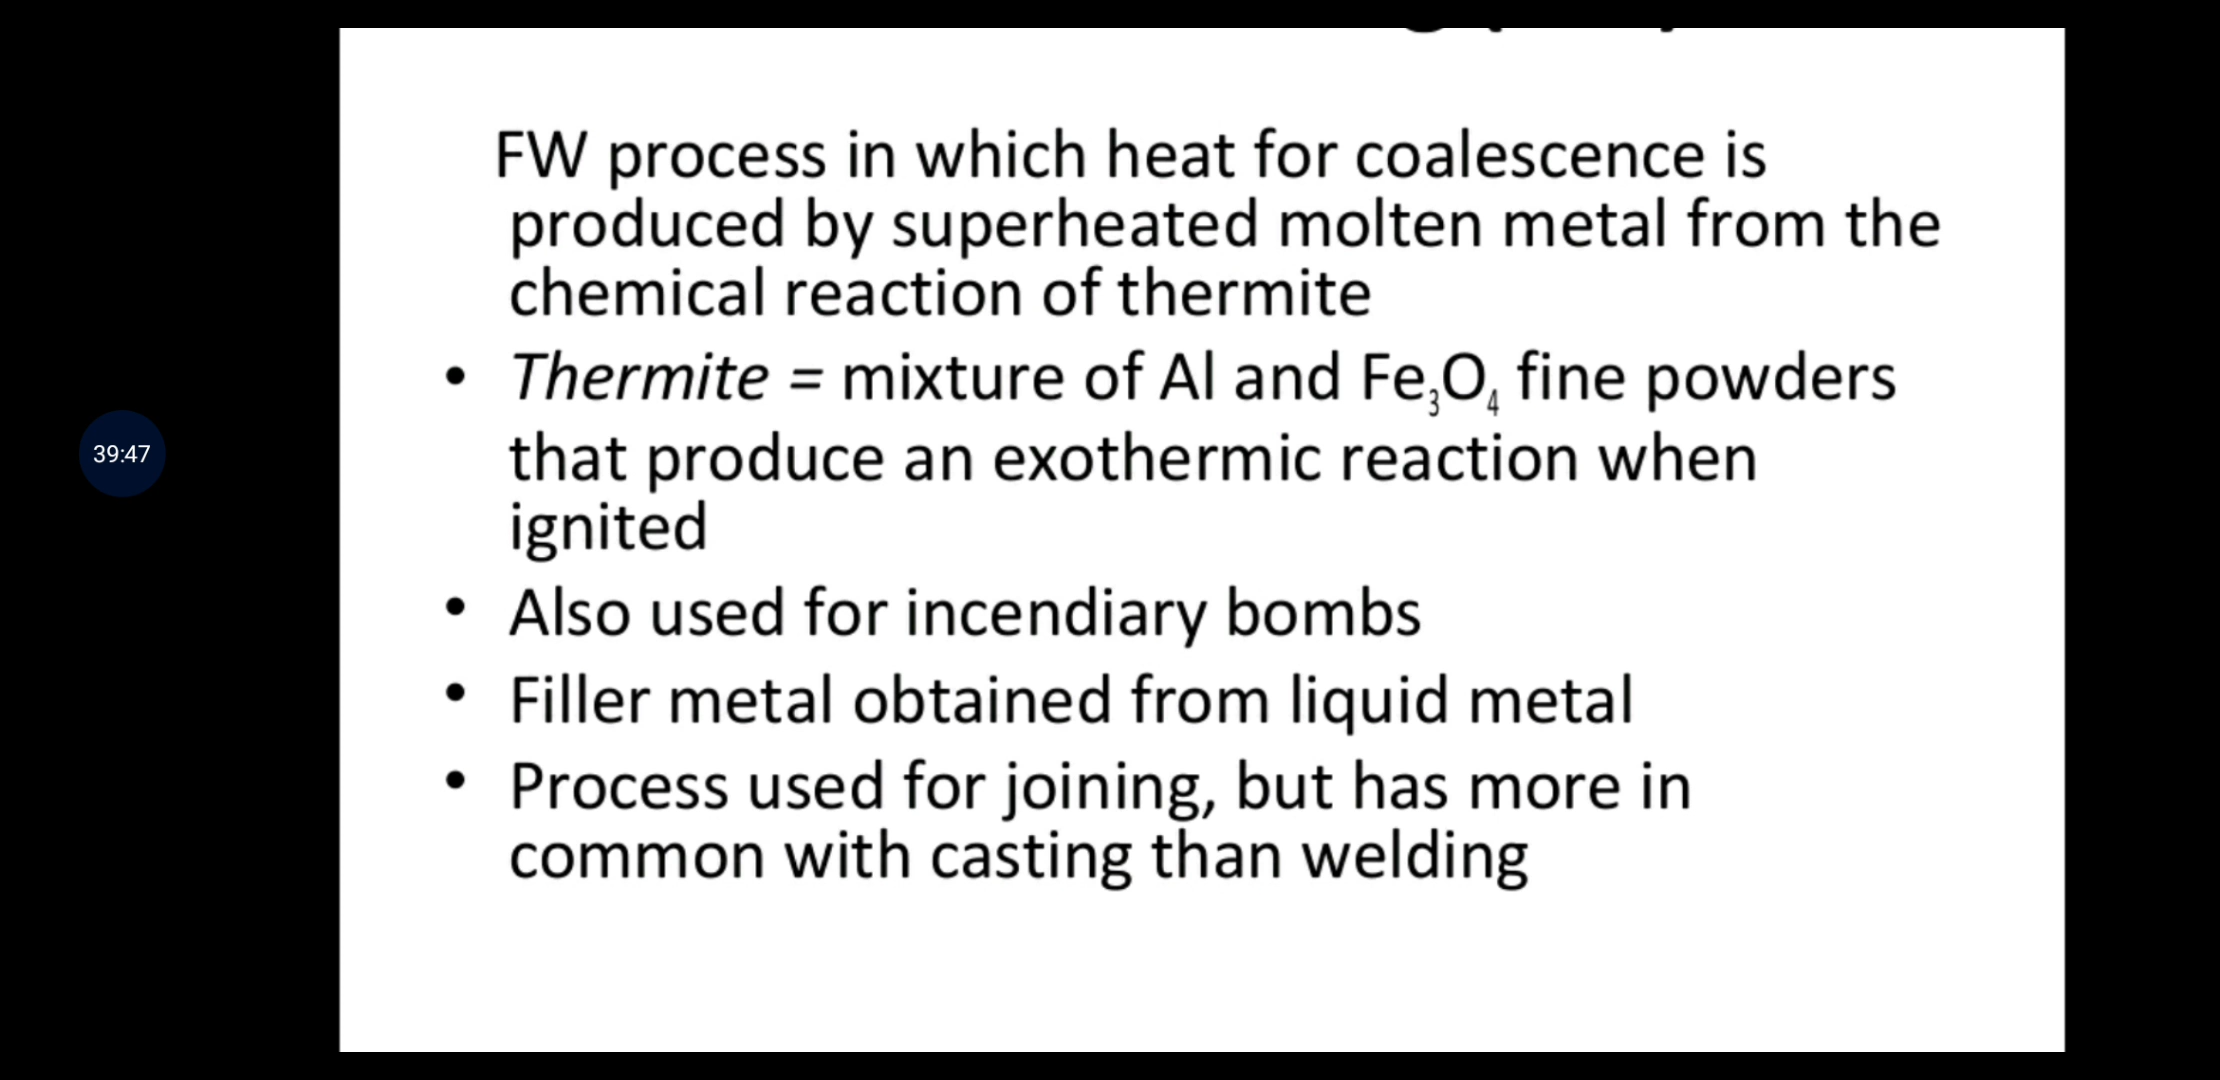 FW process in which heat for coalescence is
produced by superheated molten metal from the
chemical reaction of thermite
• Thermite = mixture of Al and Fe₃O₄ fine powders
that produce an exothermic reaction when
ignited
• Also used for incendiary bombs
• Filler metal obtained from liquid metal
• Process used for joining, but has more in
common with casting than welding
39:47